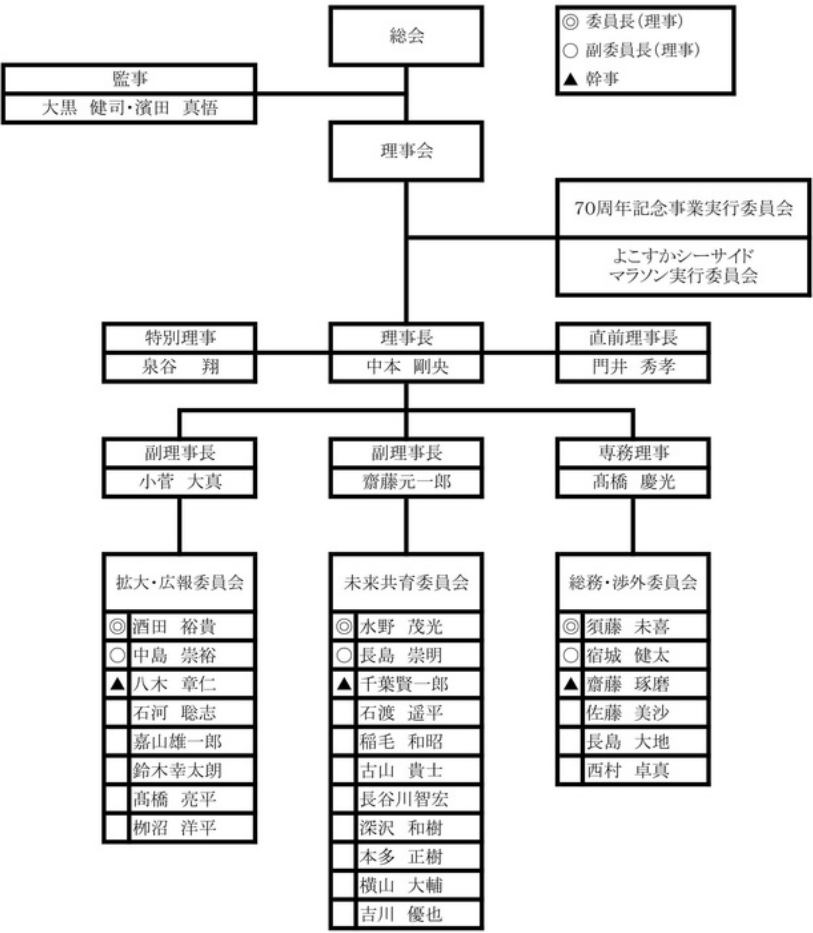 総会
◎ 委員長(理事)
○ 副委員長(理事)
▲ 幹事
監事
大黒 健司・濱田 真悟
理事会
70周年記念事業実行委員会
よこすかシーサイド
マラソン実行委員会
特別理事
泉谷 翔
理事長
中本 剛央
直前理事長
門井 秀孝
副理事長
小菅 大真
副理事長
齋藤元一郎
専務理事
髙橋 慶光
拡大・広報委員会
◎ 酒田 裕貴
○ 中島 崇裕
▲ 八木 章仁
石河 聡志
嘉山雄一郎
鈴木幸太朗
髙橋 亮平
栁沼 洋平
未来共育委員会
◎ 水野 茂光
○ 長島 崇明
▲ 千葉賢一郎
石渡 遥平
稲毛 和昭
古山 貴士
長谷川智宏
深沢 和樹
本多 正樹
横山 大輔
吉川 優也
総務・渉外委員会
◎ 須藤 未喜
○ 宿城 健太
▲ 齋藤 琢磨
佐藤 美沙
長島 大地
西村 卓真